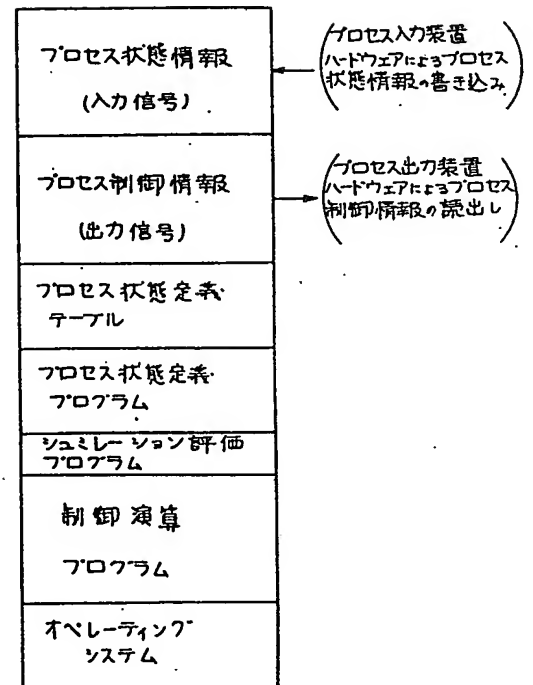 プロセス状態情報
(入力信号)
プロセス入力装置
ハードウェアによるプロセス
状態情報の書き込み
プロセス制御情報
(出力信号)
プロセス出力装置
ハードウェアによるプロセス
制御情報の読出し
プロセス状態定義
テーブル
プロセス状態定義
プログラム
シュミレーション評価
プログラム
制御演算
プログラム
オペレーティング
システム